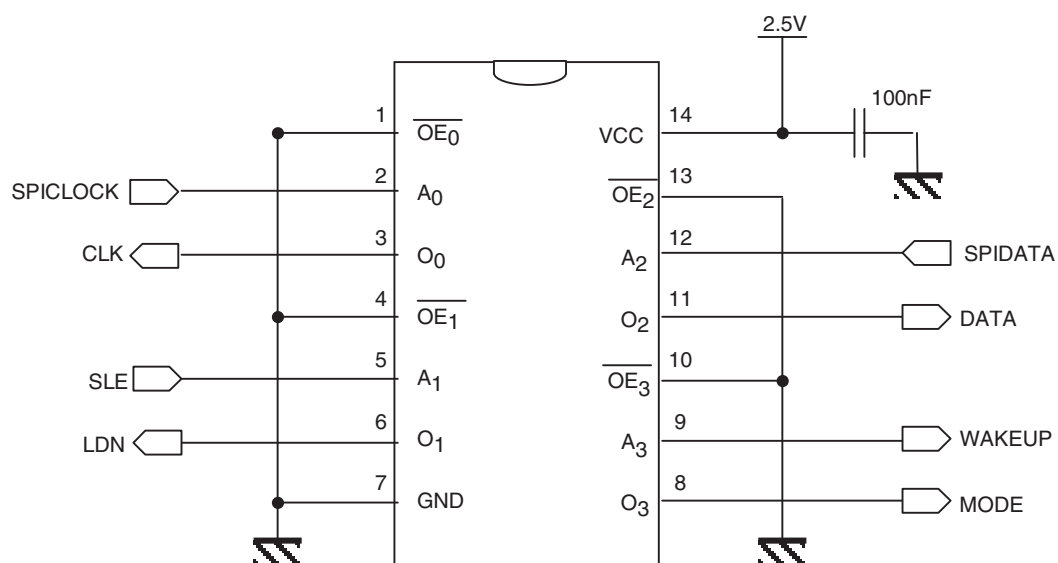 2.5V
100nF
1 OE0 VCC 14
SPICLOCK 2 A0 OE2 13
CLK 3 O0 A2 12 SPIDATA
4 OE1 O2 11 DATA
SLE 5 A1 OE3 10
LDN 6 O1 A3 9 WAKEUP
7 GND O3 8 MODE